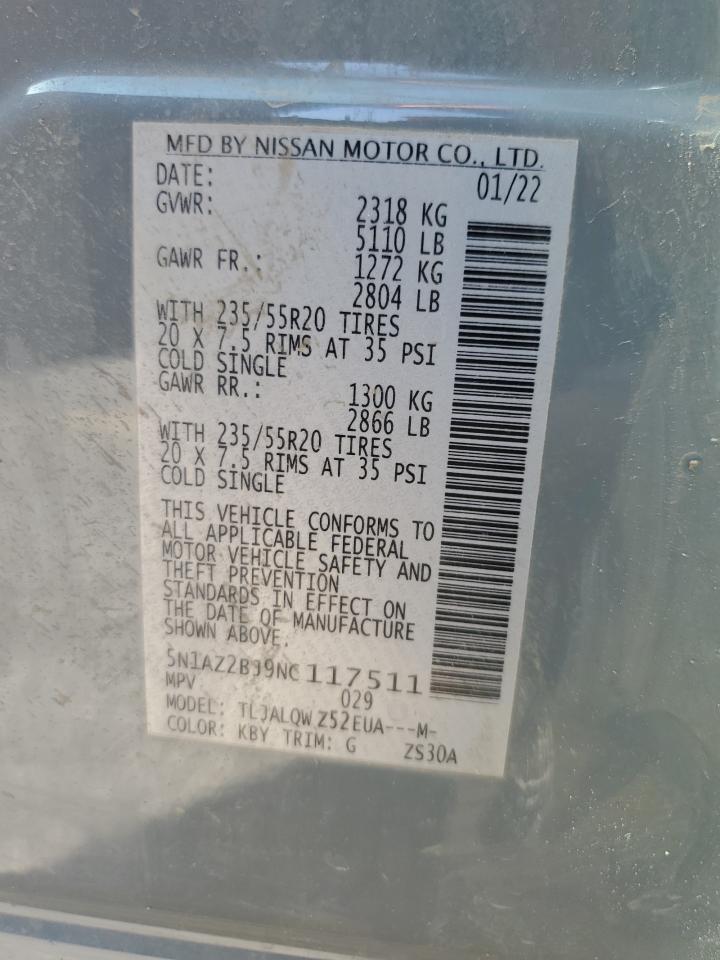 MFD BY NISSAN MOTOR CO., LTD.
DATE: 01/22
GVWR: 2318 KG
5110 LB
GAWR FR.: 1272 KG
2804 LB
WITH 235/55R20 TIRES
20 X 7.5 RIMS AT 35 PSI
COLD SINGLE
GAWR RR.: 1300 KG
2866 LB
WITH 235/55R20 TIRES
20 X 7.5 RIMS AT 35 PSI
COLD SINGLE
THIS VEHICLE CONFORMS TO
ALL APPLICABLE FEDERAL
MOTOR VEHICLE SAFETY AND
THEFT PREVENTION
STANDARDS IN EFFECT ON
THE DATE OF MANUFACTURE
SHOWN ABOVE.
5N1AZ2BJ9NC117511
MPV 029
MODEL: TLJALQW Z52EUA---M-
COLOR: KBY TRIM: G ZS30A